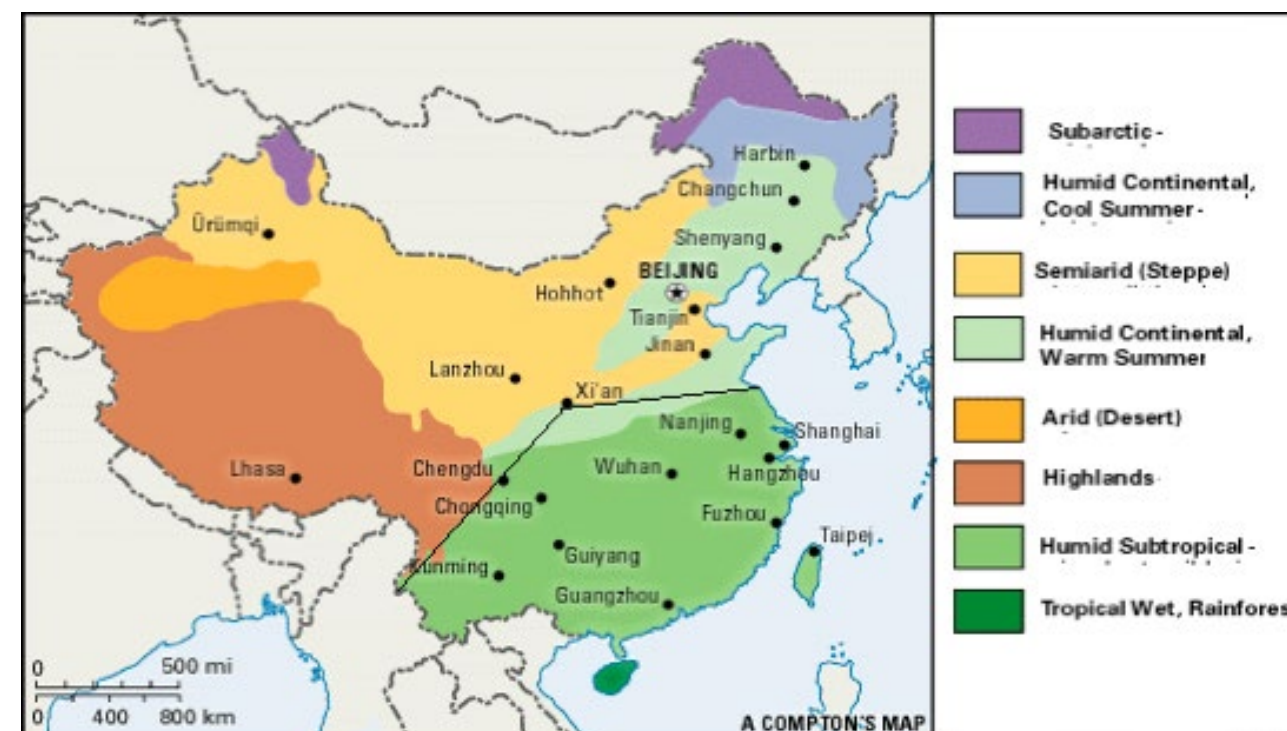 Harbin
Changchun
Ürümqi
Shenyang
BEIJING
Hohhot
Tianjin
Jinan
Lanzhou
Xi'an
Nanjing
Shanghai
Lhasa
Chengdu
Wuhan
Hangzhou
Chongqing
Fuzhou
Taipei
Guiyang
Kunming
Guangzhou
0 500 mi
0 400 800 km
A COMPTON'S MAP
Subarctic -
Humid Continental,
Cool Summer -
Semiarid (Steppe)
Humid Continental,
Warm Summer
Arid (Desert)
Highlands
Humid Subtropical -
Tropical Wet, Rainfores